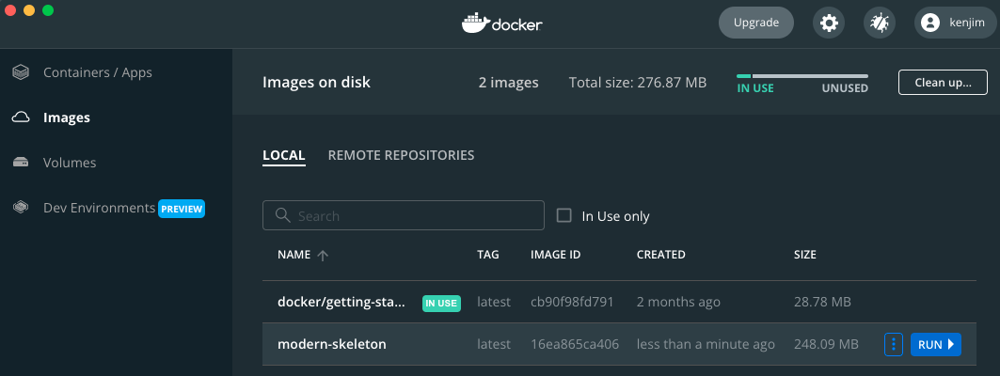 docker
Upgrade
kenjim
Containers / Apps
Images
Volumes
Dev Environments PREVIEW
Images on disk
2 images
Total size: 276.87 MB
IN USE
UNUSED
Clean up...
LOCAL
REMOTE REPOSITORIES
Search
In Use only
NAME TAG IMAGE ID CREATED SIZE
docker/getting-sta... IN USE latest cb90f98fd791 2 months ago 28.78 MB
modern-skeleton latest 16ea865ca406 less than a minute ago 248.09 MB RUN